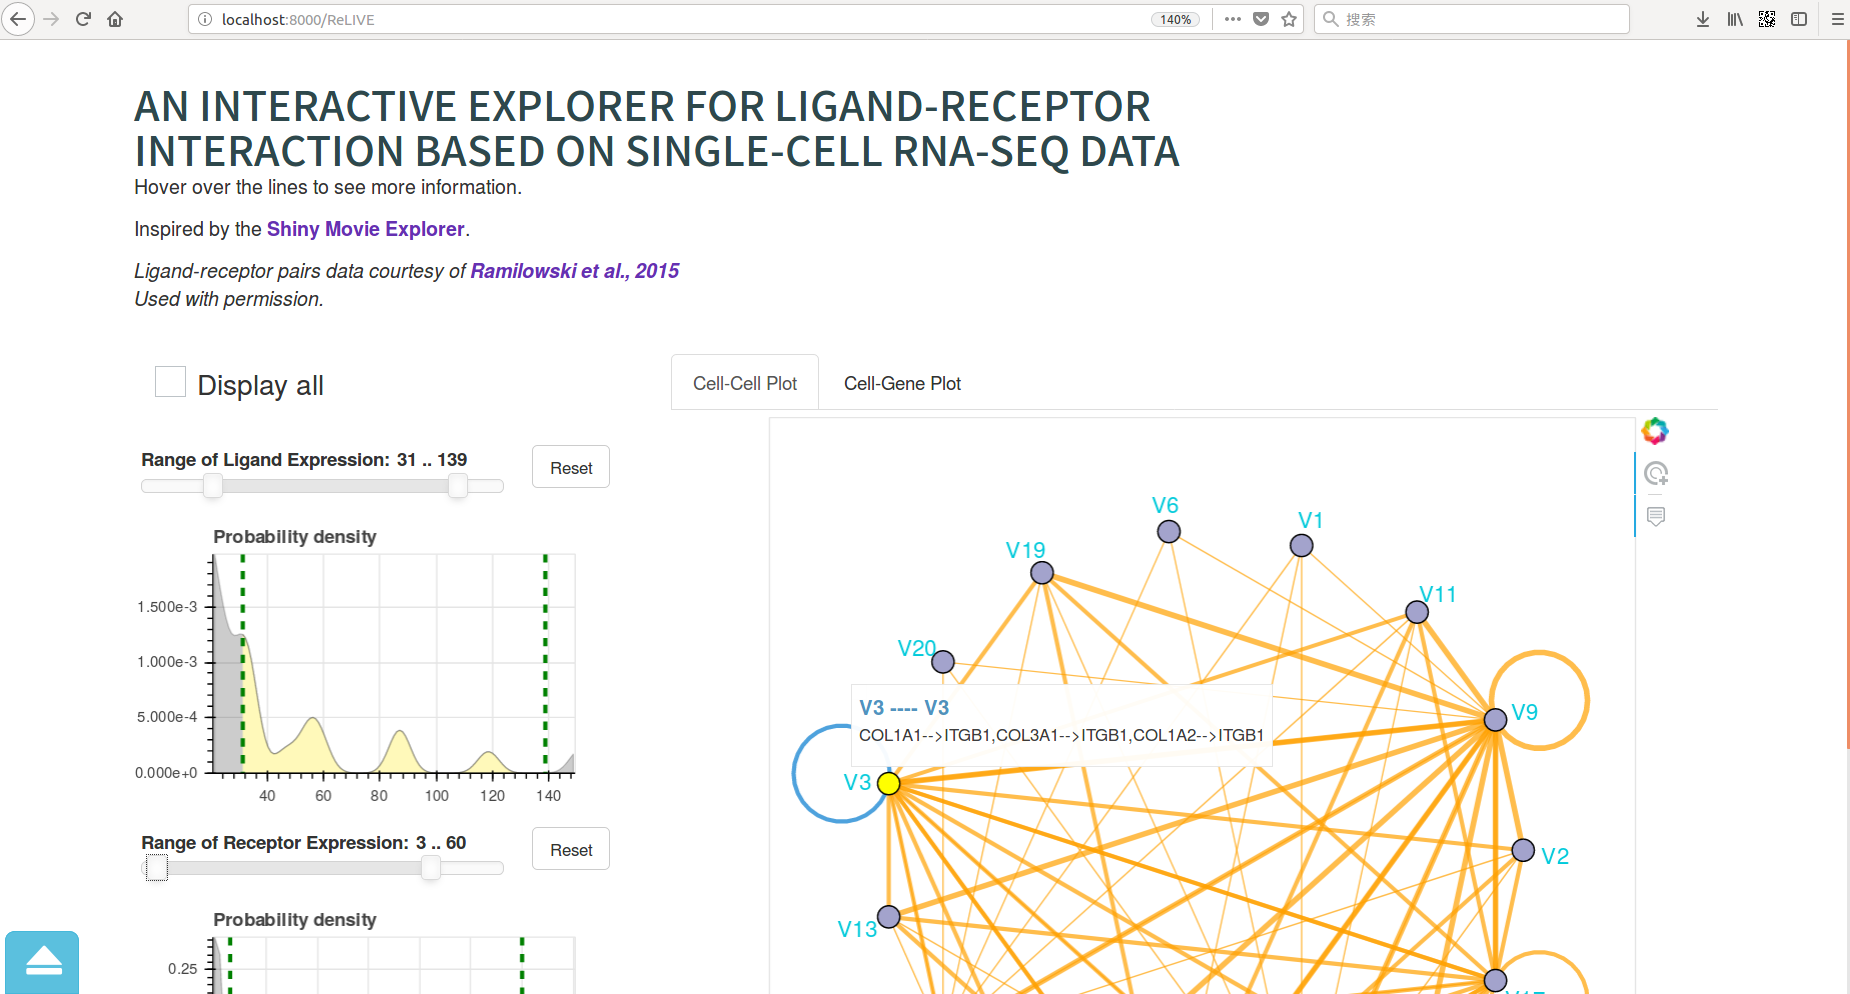 localhost:8000/ReLIVE
140%
搜索
AN INTERACTIVE EXPLORER FOR LIGAND-RECEPTOR
INTERACTION BASED ON SINGLE-CELL RNA-SEQ DATA
Hover over the lines to see more information.
Inspired by the Shiny Movie Explorer.
Ligand-receptor pairs data courtesy of Ramilowski et al., 2015
Used with permission.
Display all
Cell-Cell Plot
Cell-Gene Plot
Range of Ligand Expression: 31 .. 139
Reset
Probability density
1.500e-3
1.000e-3
5.000e-4
0.000e+0
40
60
80
100
120
140
Range of Receptor Expression: 3 .. 60
Reset
Probability density
0.25
V6
V1
V19
V11
V20
V9
V3 ---- V3
COL1A1-->ITGB1,COL3A1-->ITGB1,COL1A2-->ITGB1
V3
V2
V13